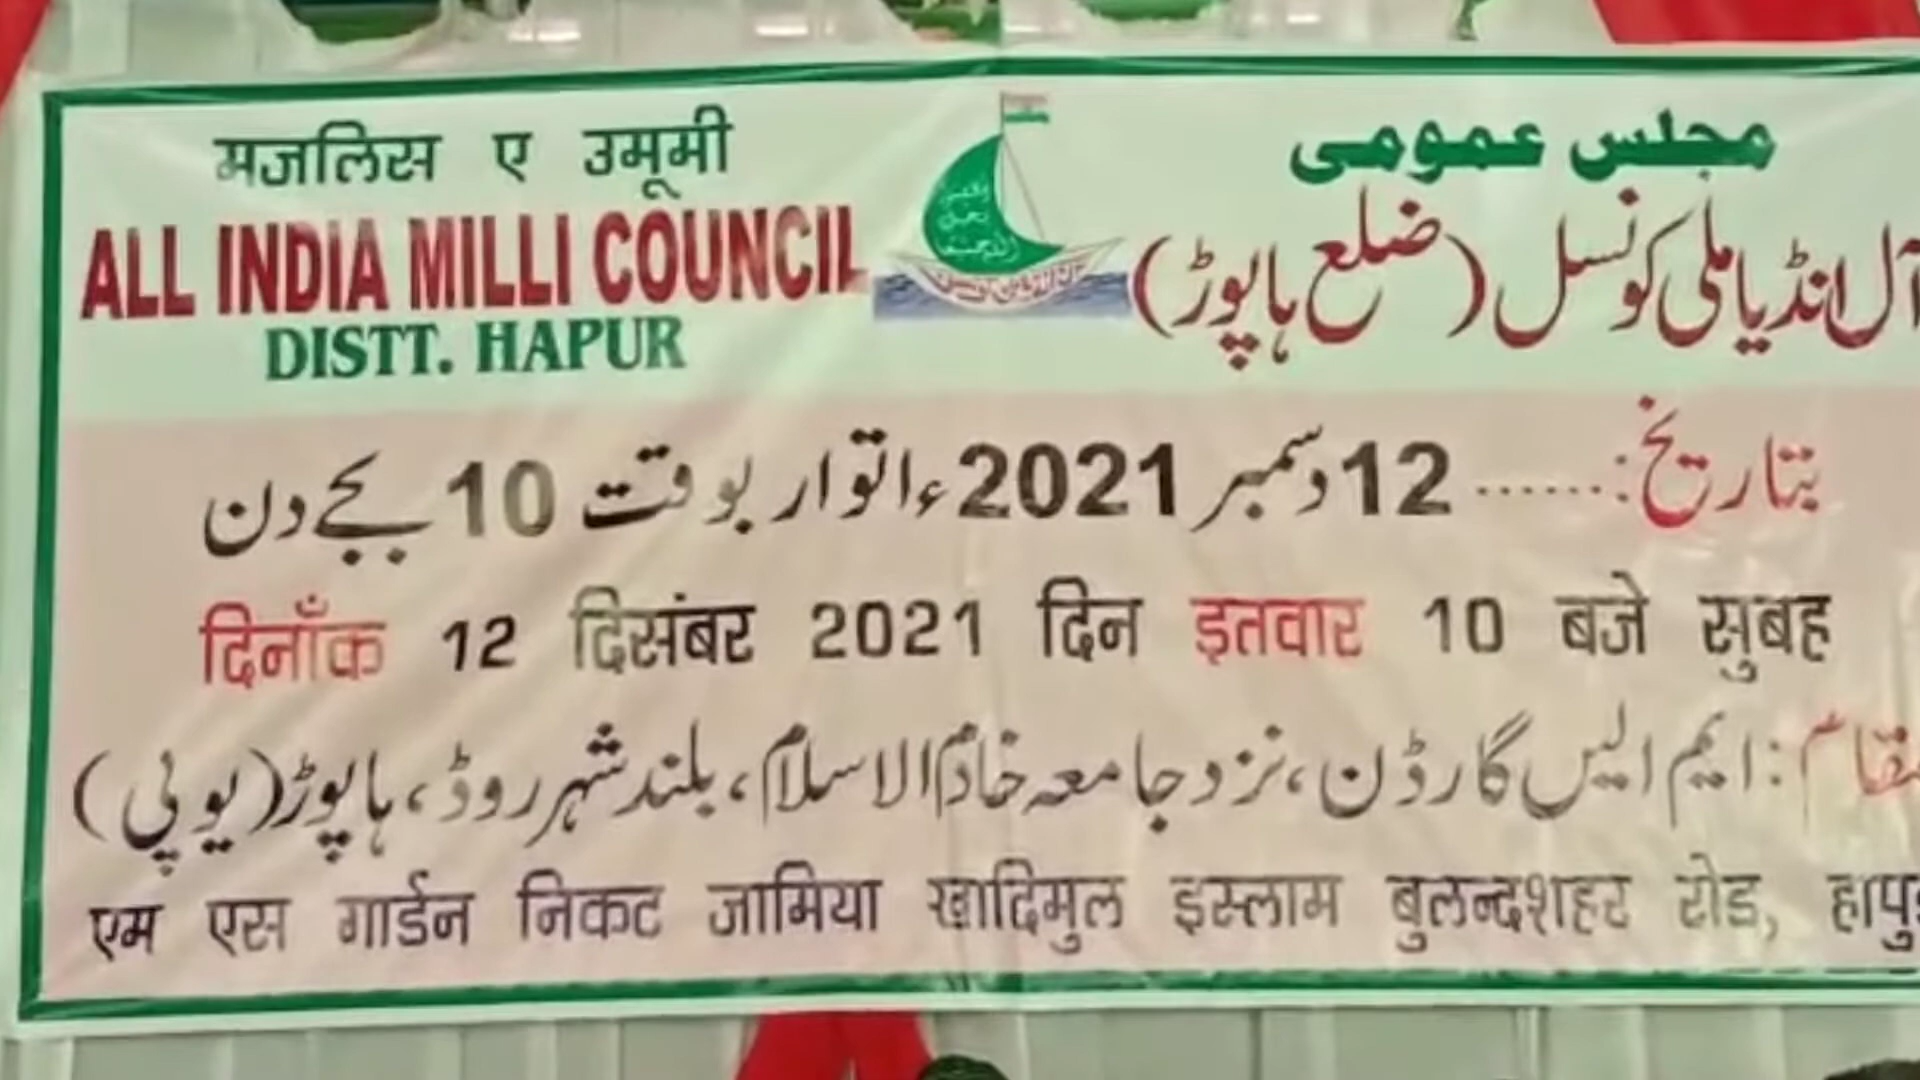 मजलिस ए उमूमी
ALL INDIA MILLI COUNCIL
DISTT. HAPUR
مجلس عمومی
آل انڈیا ملی کونسل (ضلع ہاپوڑ)
بتاریخ:...... 12 دسمبر 2021ء اتوار بوقت 10 بجے دن
दिनाँक 12 दिसंबर 2021 दिन इतवार 10 बजे सुबह
مقام: ایم ایس گارڈن، نزد جامعہ خادم الاسلام، بلند شہر روڈ، ہاپوڑ (یوپی)
एम एस गार्डन निकट जामिया खादिमुल इस्लाम बुलन्दशहर रोड,